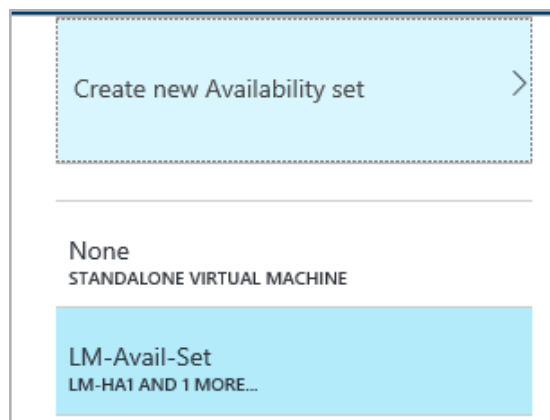 Create new Availability set
None
STANDALONE VIRTUAL MACHINE
LM-Avail-Set
LM-HA1 AND 1 MORE...